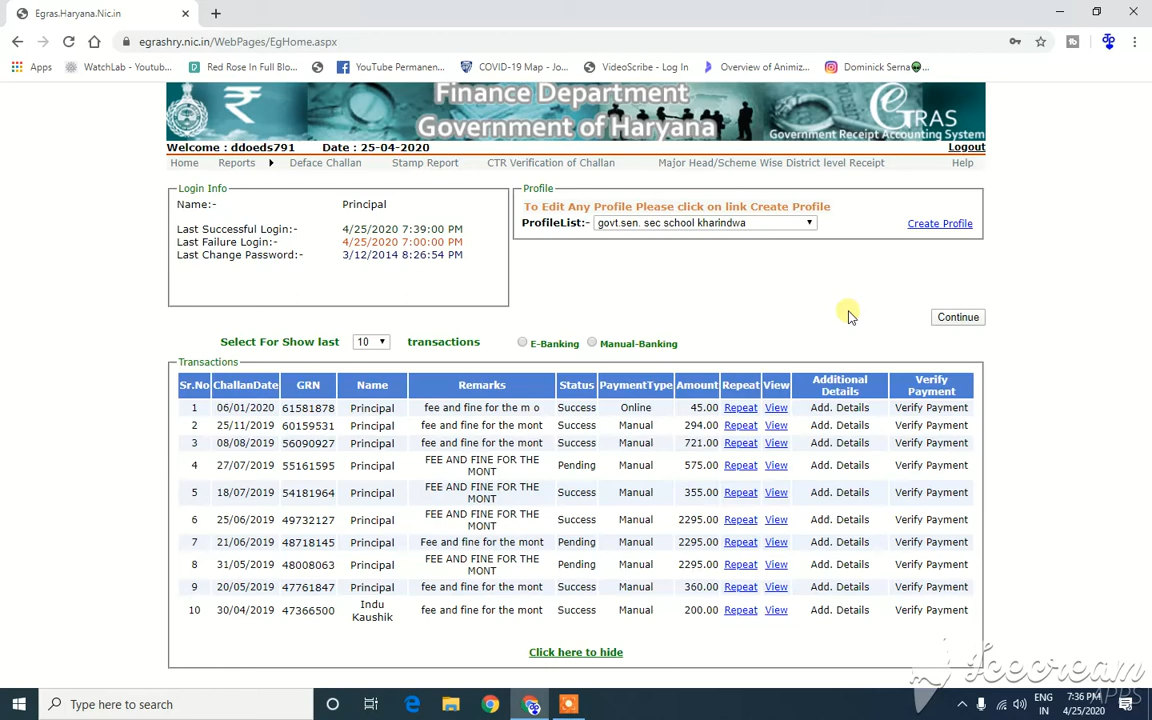 Egras.Haryana.Nic.in
egrashry.nic.in/WebPages/EgHome.aspx
Apps WatchLab - Youtub... Red Rose In Full Blo... YouTube Permanen... COVID-19 Map - Jo... VideoScribe - Log In Overview of Animiz... Dominick Serna👽...
Finance Department
Government of Haryana
eGRAS
Government Receipt Accounting System
Welcome : ddoeds791 Date : 25-04-2020 Logout
Home Reports Deface Challan Stamp Report CTR Verification of Challan Major Head/Scheme Wise District level Receipt Help
Login Info
Name:- Principal
Last Successful Login:- 4/25/2020 7:39:00 PM
Last Failure Login:- 4/25/2020 7:00:00 PM
Last Change Password:- 3/12/2014 8:26:54 PM
Profile
To Edit Any Profile Please click on link Create Profile
ProfileList:- govt.sen. sec school kharindwa Create Profile
Continue
Select For Show last 10 transactions E-Banking Manual-Banking
Transactions
Sr.No ChallanDate GRN Name Remarks Status PaymentType Amount Repeat View Additional Details Verify Payment
1 06/01/2020 61581878 Principal fee and fine for the m o Success Online 45.00 Repeat View Add. Details Verify Payment
2 25/11/2019 60159531 Principal fee and fine for the mont Success Manual 294.00 Repeat View Add. Details Verify Payment
3 08/08/2019 56090927 Principal fee and fine for the mont Success Manual 721.00 Repeat View Add. Details Verify Payment
4 27/07/2019 55161595 Principal FEE AND FINE FOR THE MONT Pending Manual 575.00 Repeat View Add. Details Verify Payment
5 18/07/2019 54181964 Principal FEE AND FINE FOR THE MONT Success Manual 355.00 Repeat View Add. Details Verify Payment
6 25/06/2019 49732127 Principal FEE AND FINE FOR THE MONT Success Manual 2295.00 Repeat View Add. Details Verify Payment
7 21/06/2019 48718145 Principal Fee and fine for the mont Pending Manual 2295.00 Repeat View Add. Details Verify Payment
8 31/05/2019 48008063 Principal FEE AND FINE FOR THE MONT Pending Manual 2295.00 Repeat View Add. Details Verify Payment
9 20/05/2019 47761847 Principal fee and fine for the mont Success Manual 360.00 Repeat View Add. Details Verify Payment
10 30/04/2019 47366500 Indu Kaushik fee and fine for the mont Success Manual 200.00 Repeat View Add. Details Verify Payment
Click here to hide
Icecream
APPS
Type here to search
ENG
IN
7:36 PM
4/25/2020